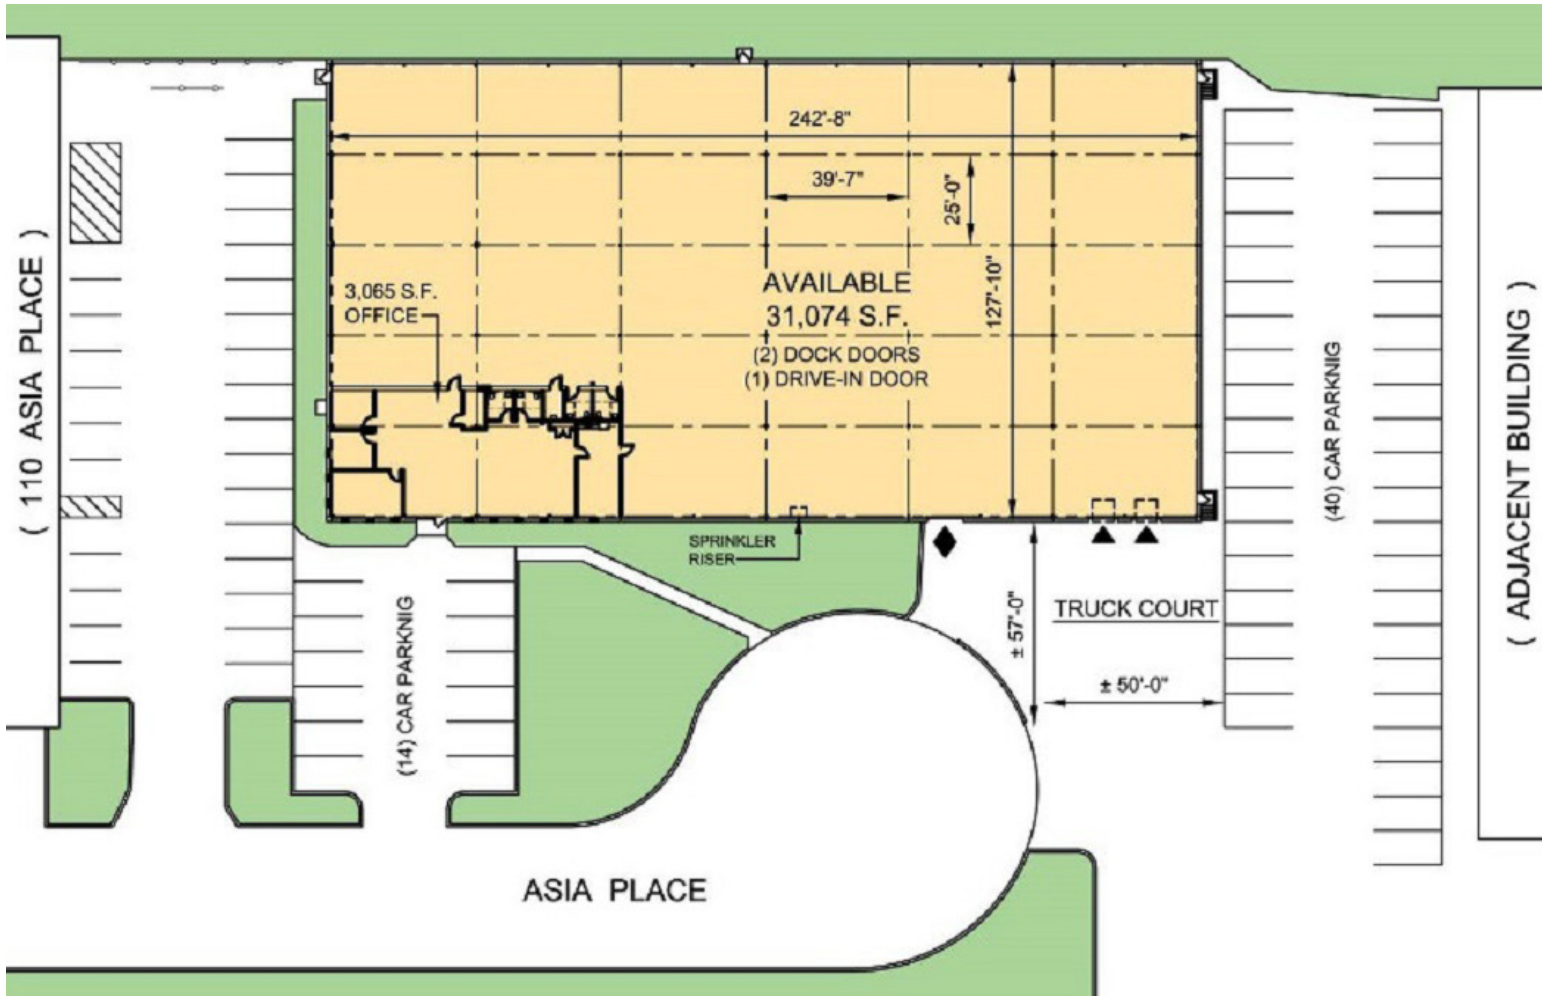 242'-8"
39'-7"
25'-0"
127'-10"
AVAILABLE
31,074 S.F.
(2) DOCK DOORS
(1) DRIVE-IN DOOR
3,065 S.F.
OFFICE
( 110 ASIA PLACE )
(40) CAR PARKNIG
( ADJACENT BUILDING )
SPRINKLER
RISER
TRUCK COURT
± 57'-0"
± 50'-0"
(14) CAR PARKNIG
ASIA PLACE